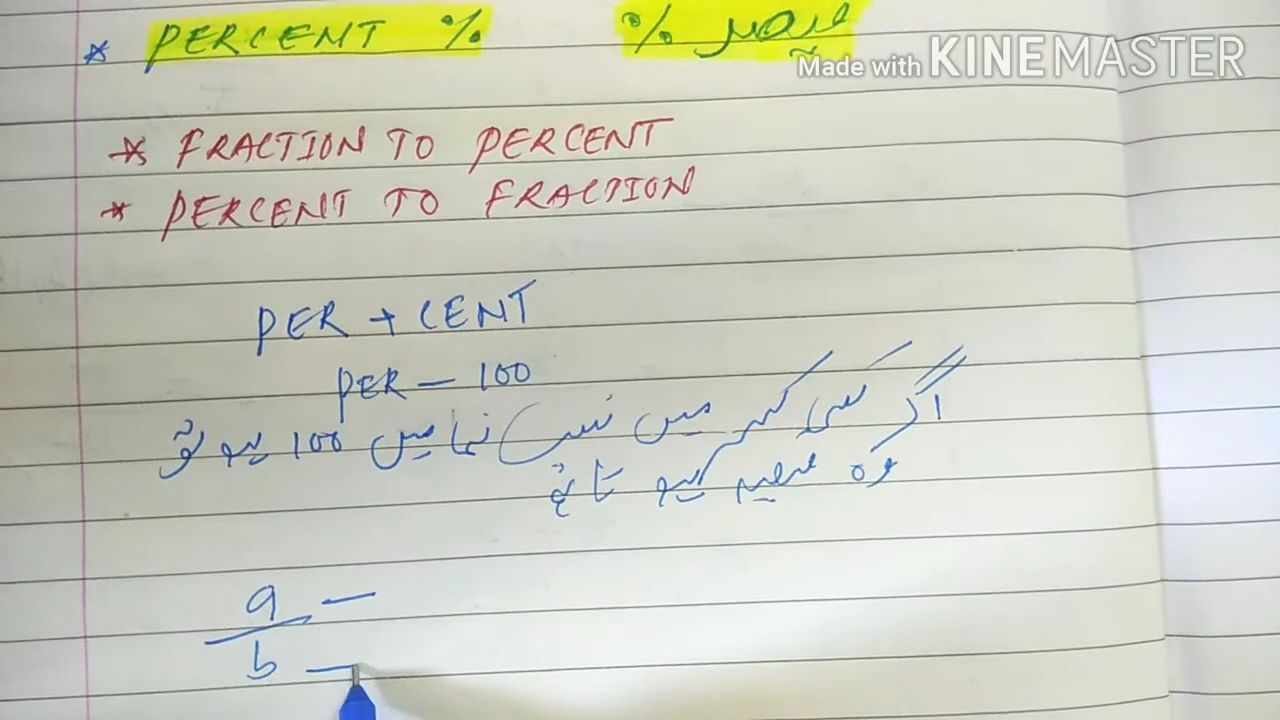 * PERCENT % فیصد %
Made with KINEMASTER
* FRACTION TO PERCENT
* PERCENT TO FRACTION
PER + CENT
PER — 100
اگر کسی کسر میں نسب نما میں 100 ہو تو
وہ فیصد ہوتا ہے
a —
b —